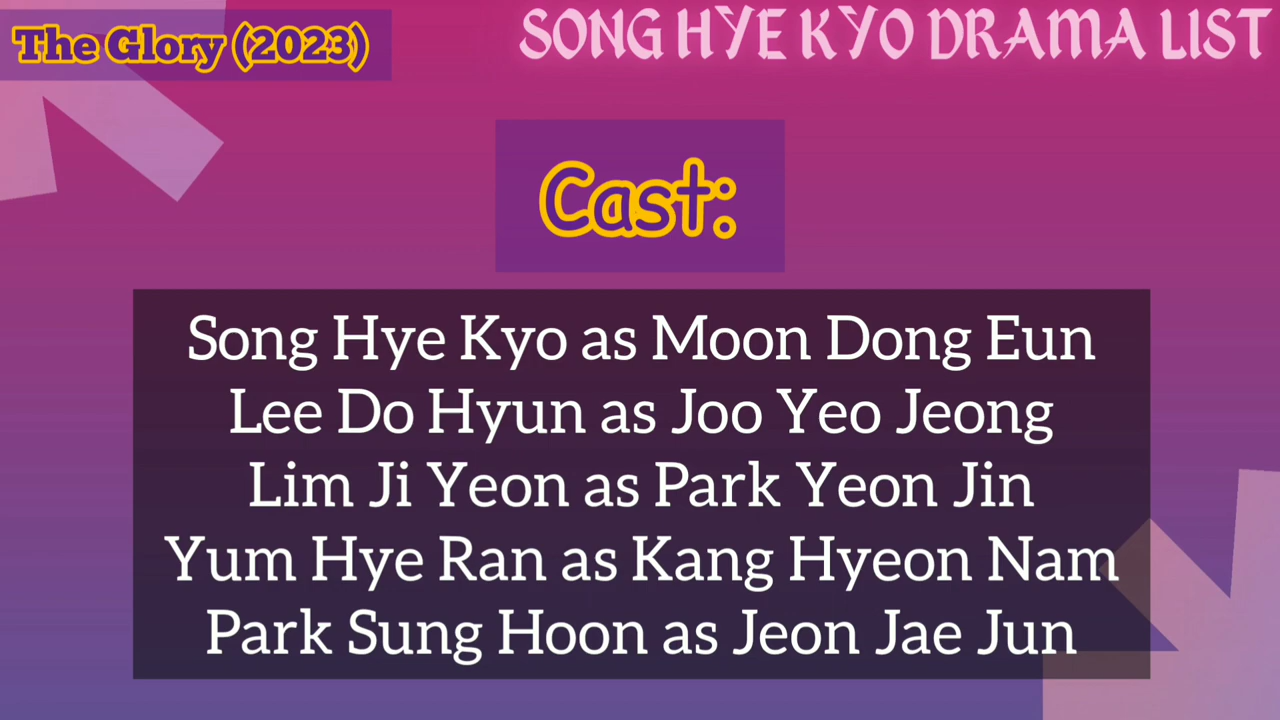 The Glory (2023)
SONG HYE KYO DRAMA LIST
Cast:
Song Hye Kyo as Moon Dong Eun
Lee Do Hyun as Joo Yeo Jeong
Lim Ji Yeon as Park Yeon Jin
Yum Hye Ran as Kang Hyeon Nam
Park Sung Hoon as Jeon Jae Jun